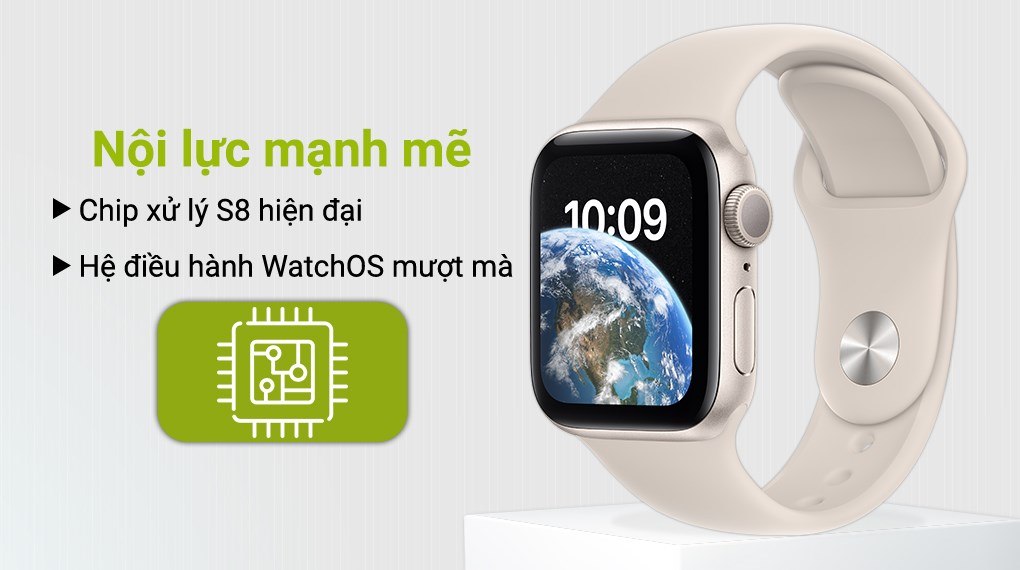 Nội lực mạnh mẽ
Chip xử lý S8 hiện đại
Hệ điều hành WatchOS mượt mà
10:09